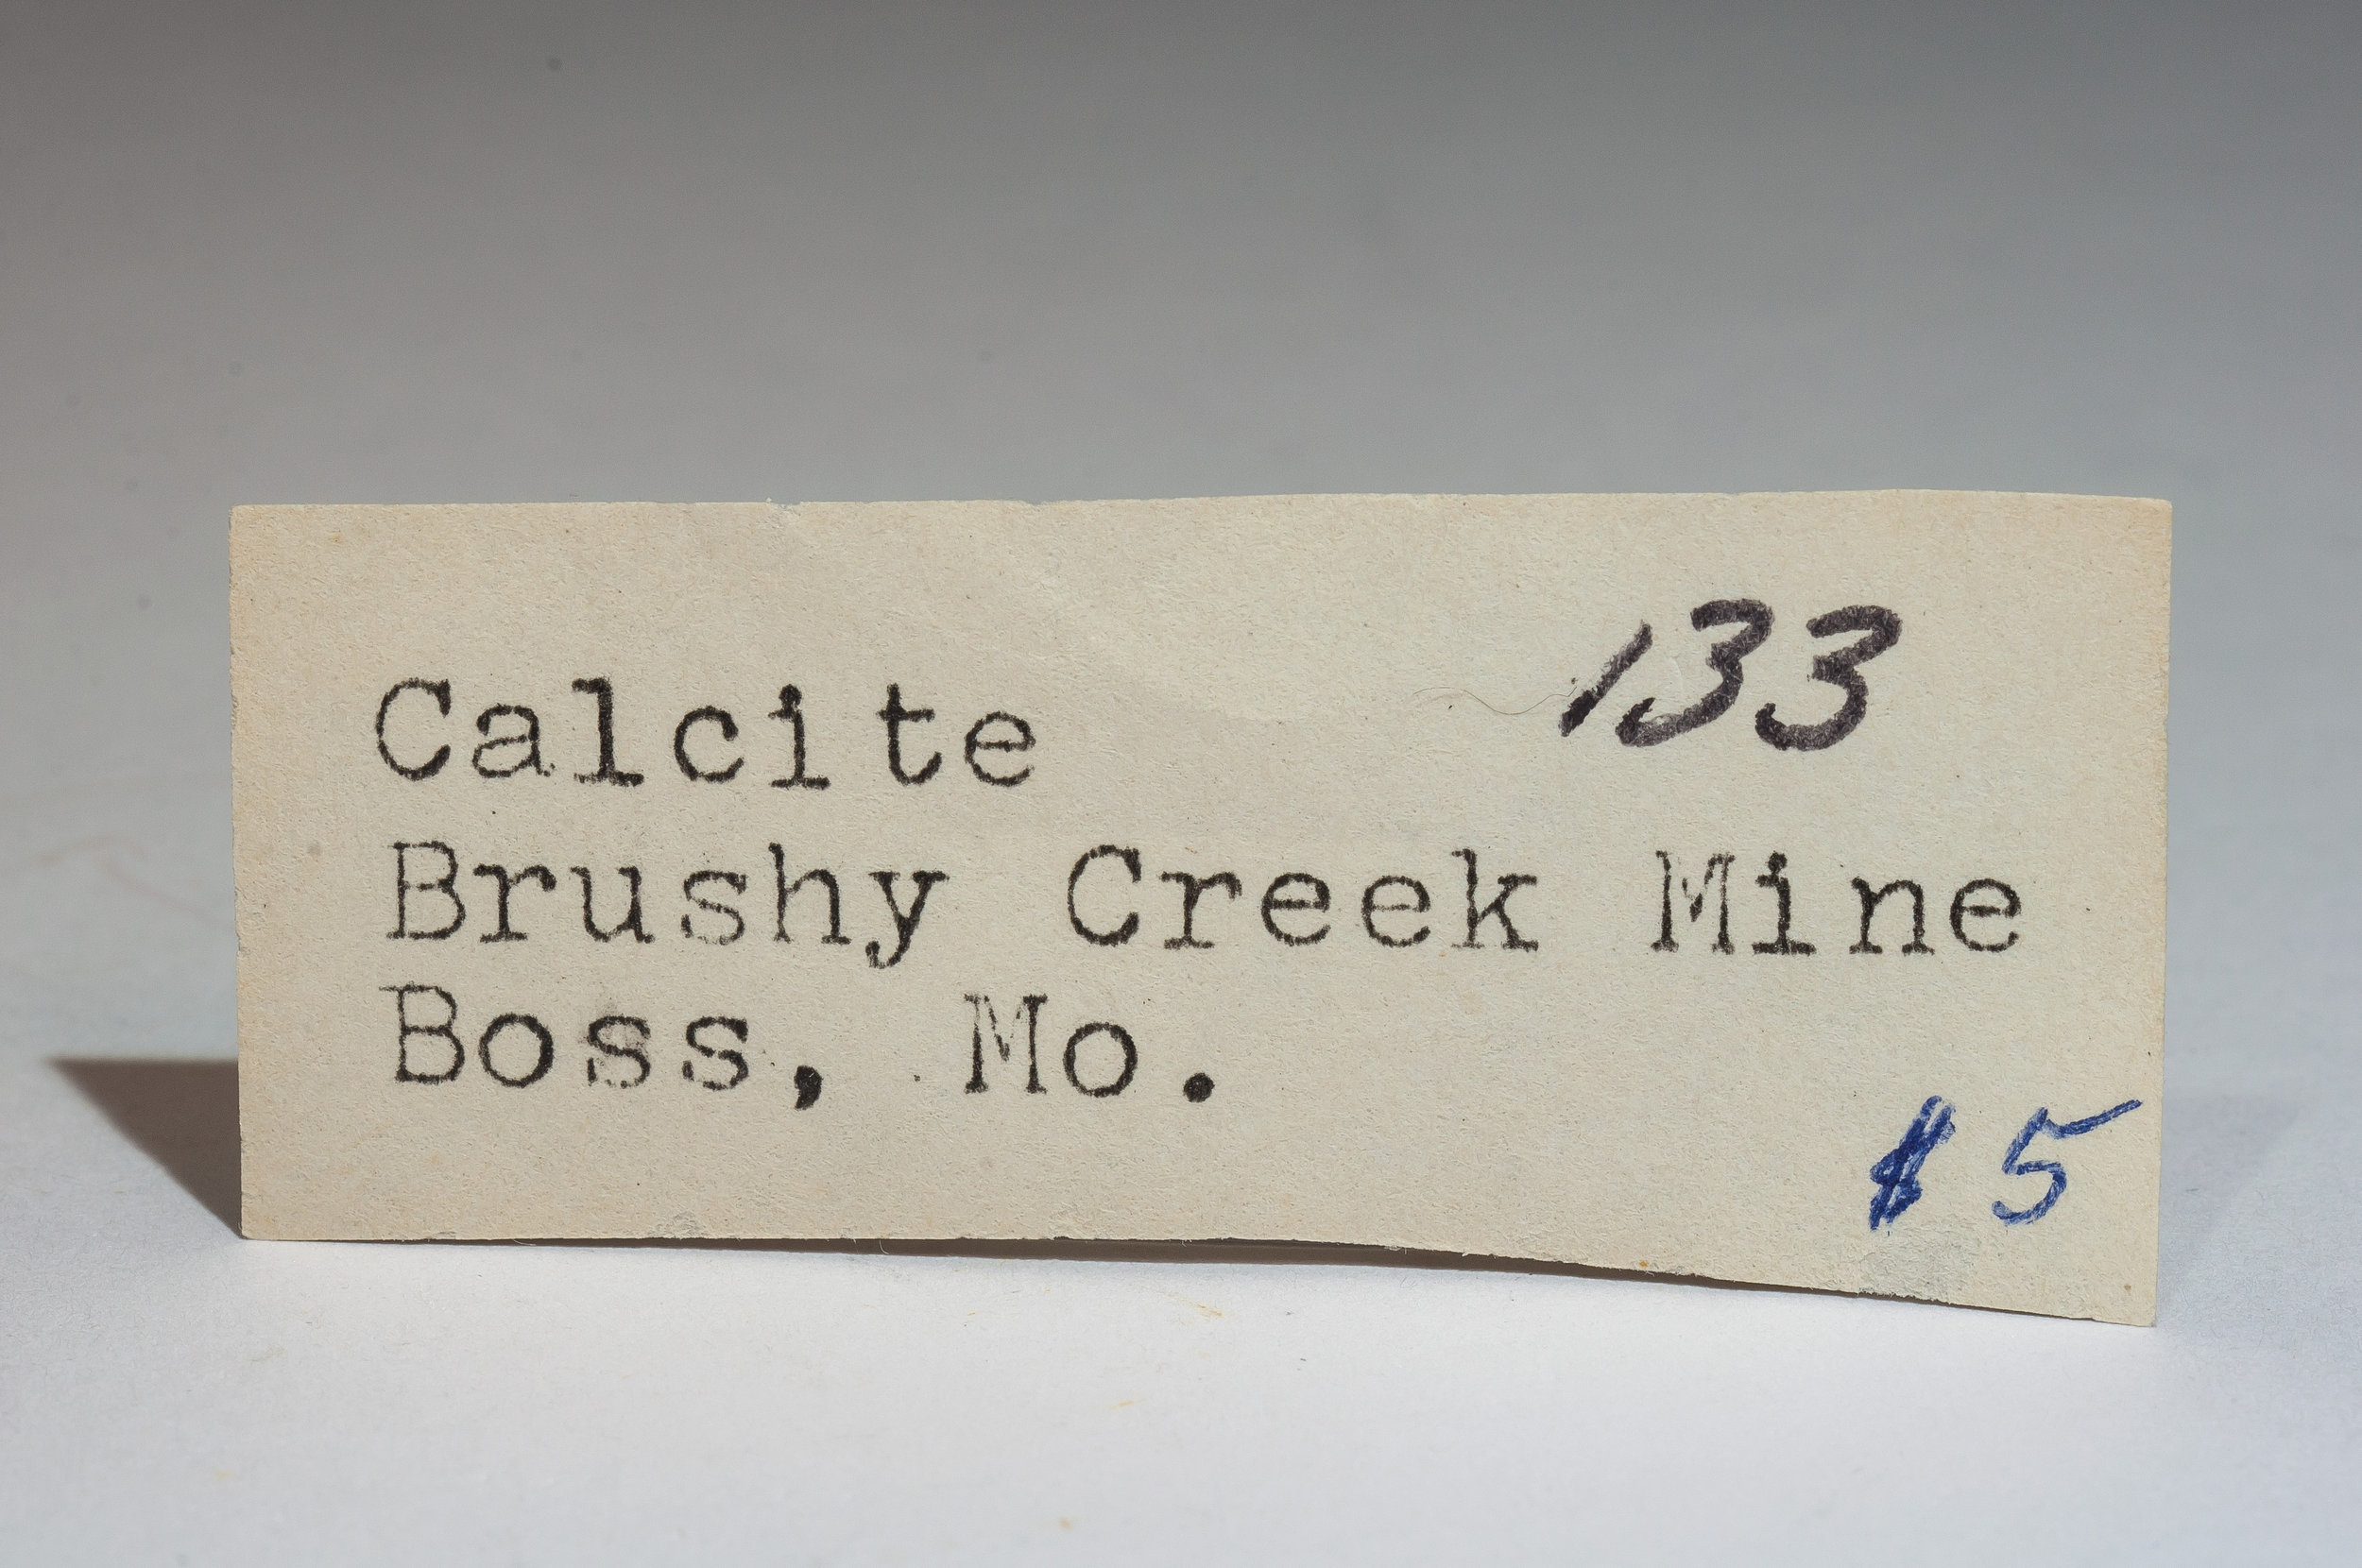 Calcite 133
Brushy Creek Mine
Boss, Mo.
$5